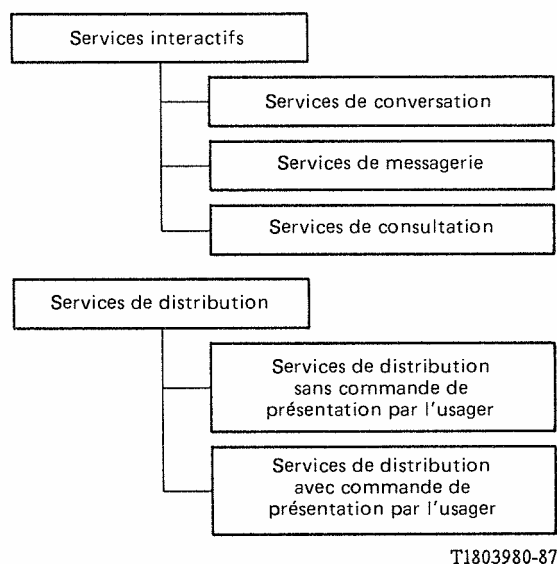 Services interactifs
Services de conversation
Services de messagerie
Services de consultation
Services de distribution
Services de distribution
sans commande de
présentation par l'usager
Services de distribution
avec commande de
présentation par l'usager
T1803980-87